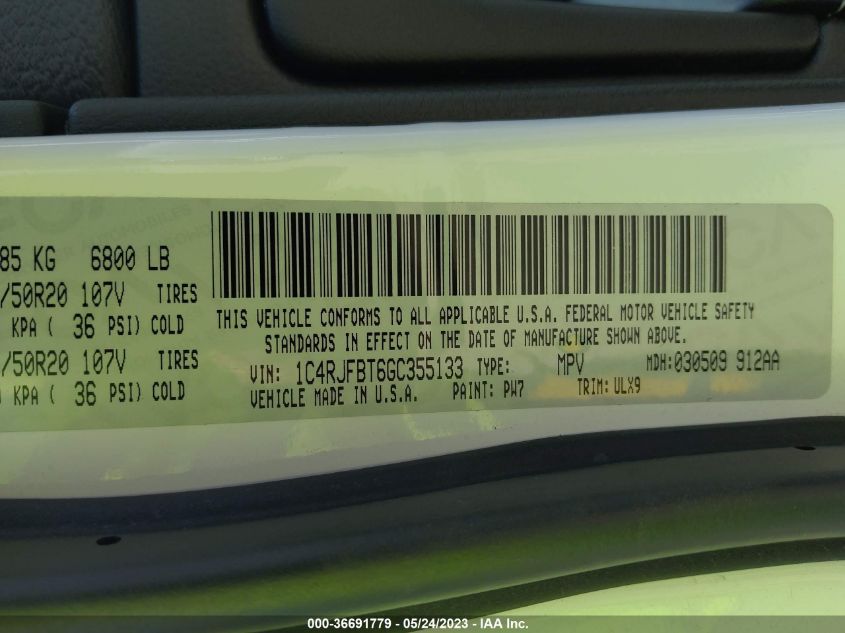 85 KG 6800 LB
/50R20 107V TIRES
KPA ( 36 PSI) COLD
/50R20 107V TIRES
KPA ( 36 PSI) COLD
THIS VEHICLE CONFORMS TO ALL APPLICABLE U.S.A. FEDERAL MOTOR VEHICLE SAFETY
STANDARDS IN EFFECT ON THE DATE OF MANUFACTURE SHOWN ABOVE.
VIN: 1C4RJFBT6GC355133 TYPE: MPV MDH:030509 912AA
VEHICLE MADE IN U.S.A. PAINT: PW7 TRIM: ULX9
000-36691779 - 05/24/2023 - IAA Inc.